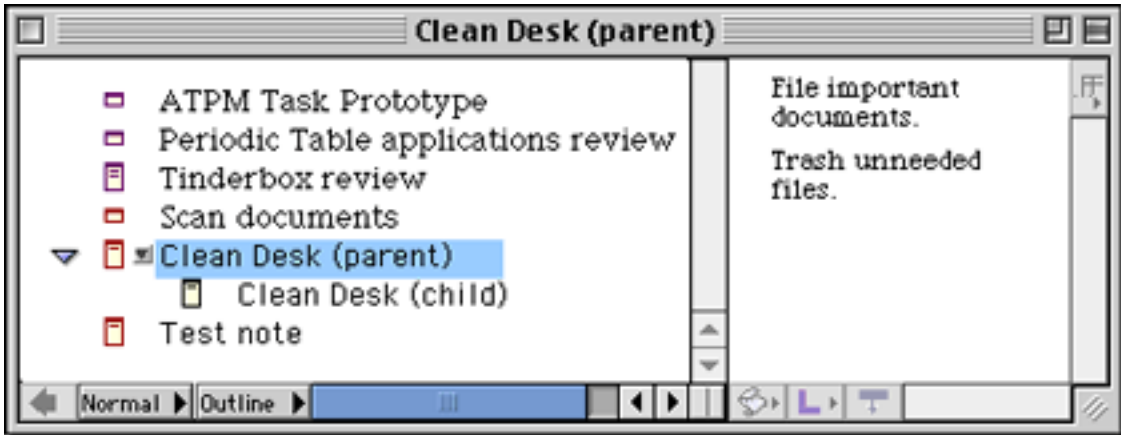 Clean Desk (parent)
ATPM Task Prototype
Periodic Table applications review
Tinderbox review
Scan documents
Clean Desk (parent)
Clean Desk (child)
Test note
File important
documents.
Trash unneeded
files.
Normal
Outline